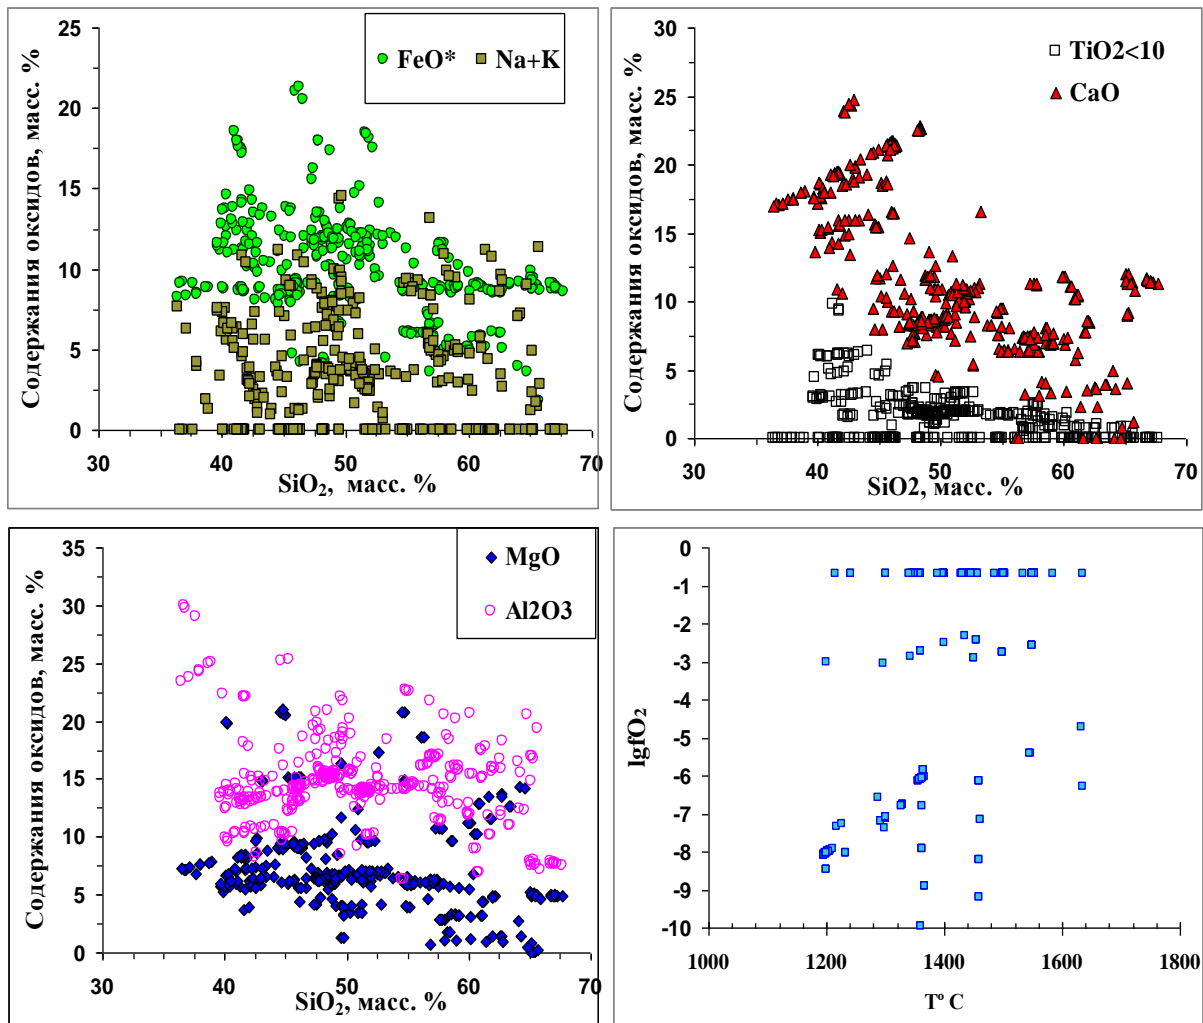 25
20
15
10
5
0
30 40 50 60 70
Содержания оксидов, масс. %
SiO₂, масс. %
FeO* Na+K
30
25
20
15
10
5
0
30 40 50 60 70
Содержания оксидов, масс. %
SiO2, масс. %
TiO2<10
CaO
35
30
25
20
15
10
5
0
30 40 50 60 70
Содержания оксидов, масс. %
SiO₂, масс. %
MgO
Al2O3
0
-1
-2
-3
-4
-5
-6
-7
-8
-9
-10
1000 1200 1400 1600 1800
lgfO₂
Tº C